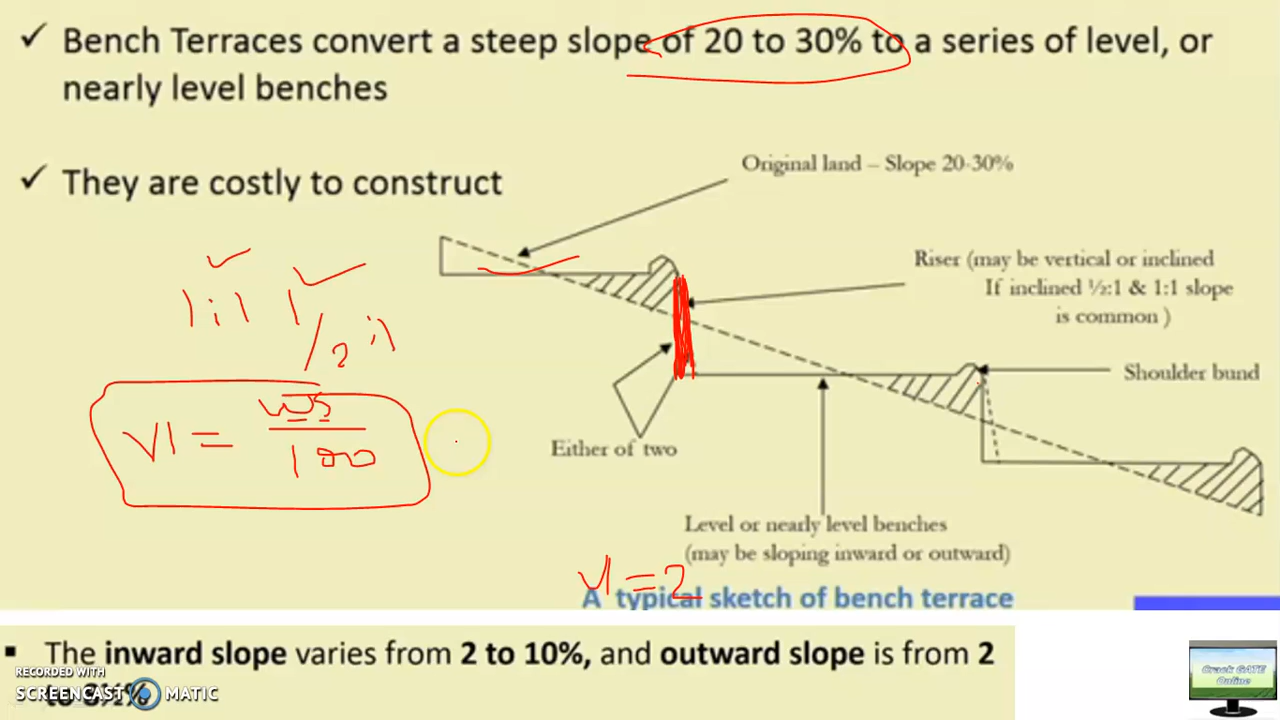 ✓ Bench Terraces convert a steep slope of 20 to 30% to a series of level, or
nearly level benches
✓ They are costly to construct
Original land – Slope 20-30%
Riser (may be vertical or inclined
If inclined ½:1 & 1:1 slope
is common )
1:1 1/2:1
Shoulder bund
VI = WS/100
Either of two
Level or nearly level benches
(may be sloping inward or outward)
VI = 2
A typical sketch of bench terrace
▪ The inward slope varies from 2 to 10%, and outward slope is from 2
to
RECORDED WITH
SCREENCAST MATIC
Crack GATE
Online